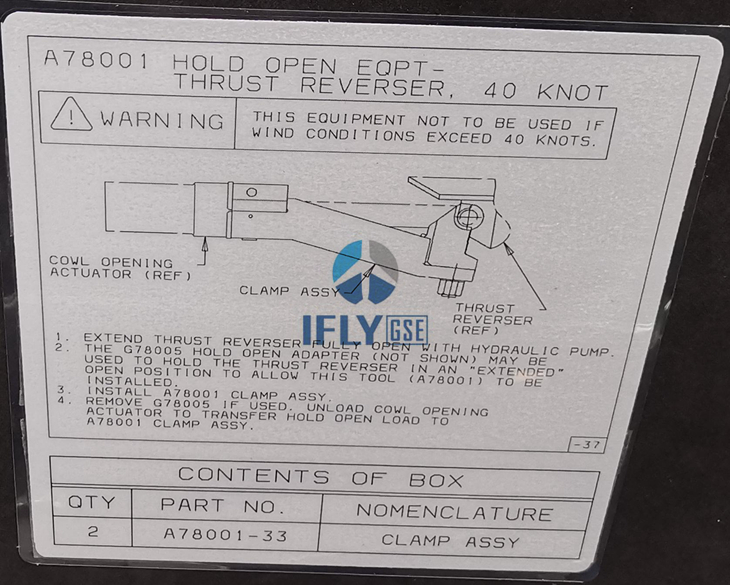 A78001 HOLD OPEN EQPT-
THRUST REVERSER, 40 KNOT
WARNING
THIS EQUIPMENT NOT TO BE USED IF
WIND CONDITIONS EXCEED 40 KNOTS.
COWL OPENING
ACTUATOR (REF)
CLAMP ASSY
THRUST
REVERSER
(REF)
IFLY GSE
1. EXTEND THRUST REVERSER FULLY OPEN WITH HYDRAULIC PUMP.
2. THE G78005 HOLD OPEN ADAPTER (NOT SHOWN) MAY BE
USED TO HOLD THE THRUST REVERSER IN AN "EXTENDED"
OPEN POSITION TO ALLOW THIS TOOL (A78001) TO BE
INSTALLED.
3. INSTALL A78001 CLAMP ASSY.
4. REMOVE G78005 IF USED. UNLOAD COWL OPENING
ACTUATOR TO TRANSFER HOLD OPEN LOAD TO
A78001 CLAMP ASSY.
-37
CONTENTS OF BOX
QTY PART NO. NOMENCLATURE
2 A78001-33 CLAMP ASSY